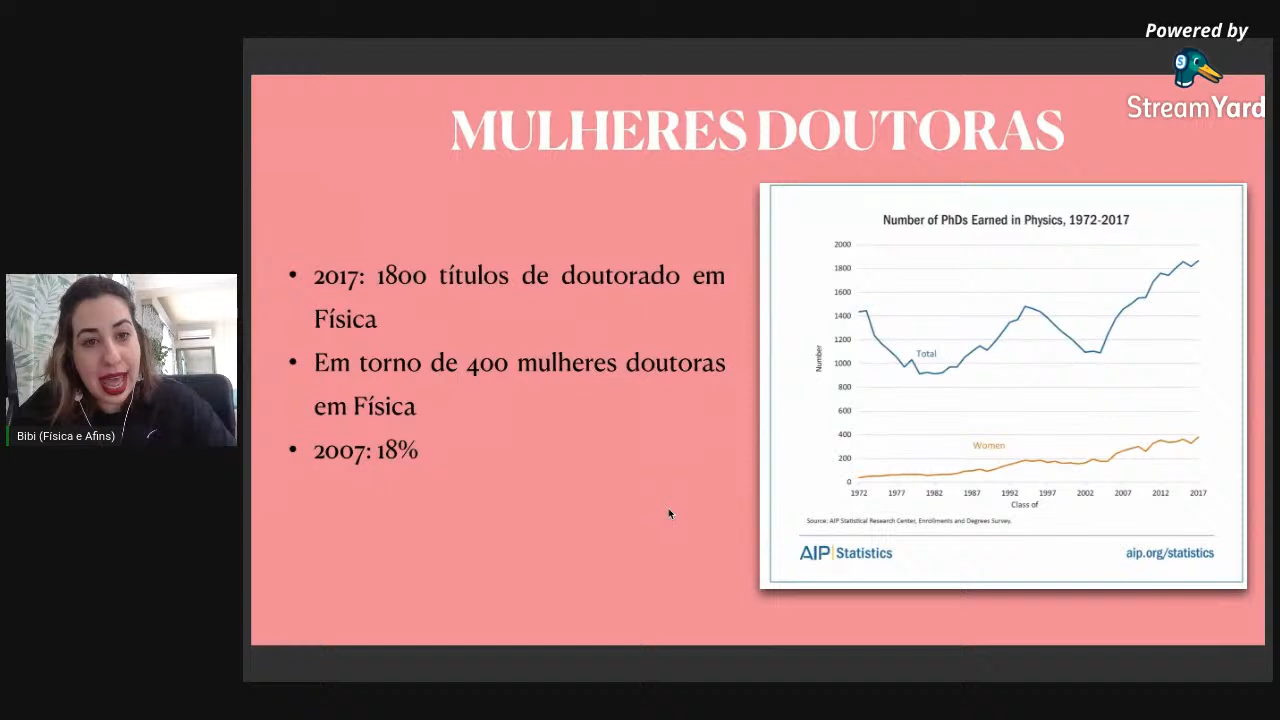 Powered by
StreamYard
MULHERES DOUTORAS
• 2017: 1800 títulos de doutorado em
Física
• Em torno de 400 mulheres doutoras
em Física
• 2007: 18%
Number of PhDs Earned in Physics, 1972-2017
2000
1800
1600
1400
1200
1000
800
600
400
200
0
Number
Total
Women
1972 1977 1982 1987 1992 1997 2002 2007 2012 2017
Class of
Source: AIP Statistical Research Center, Enrollments and Degrees Survey.
AIP Statistics
aip.org/statistics
Bibi (Física e Afins)